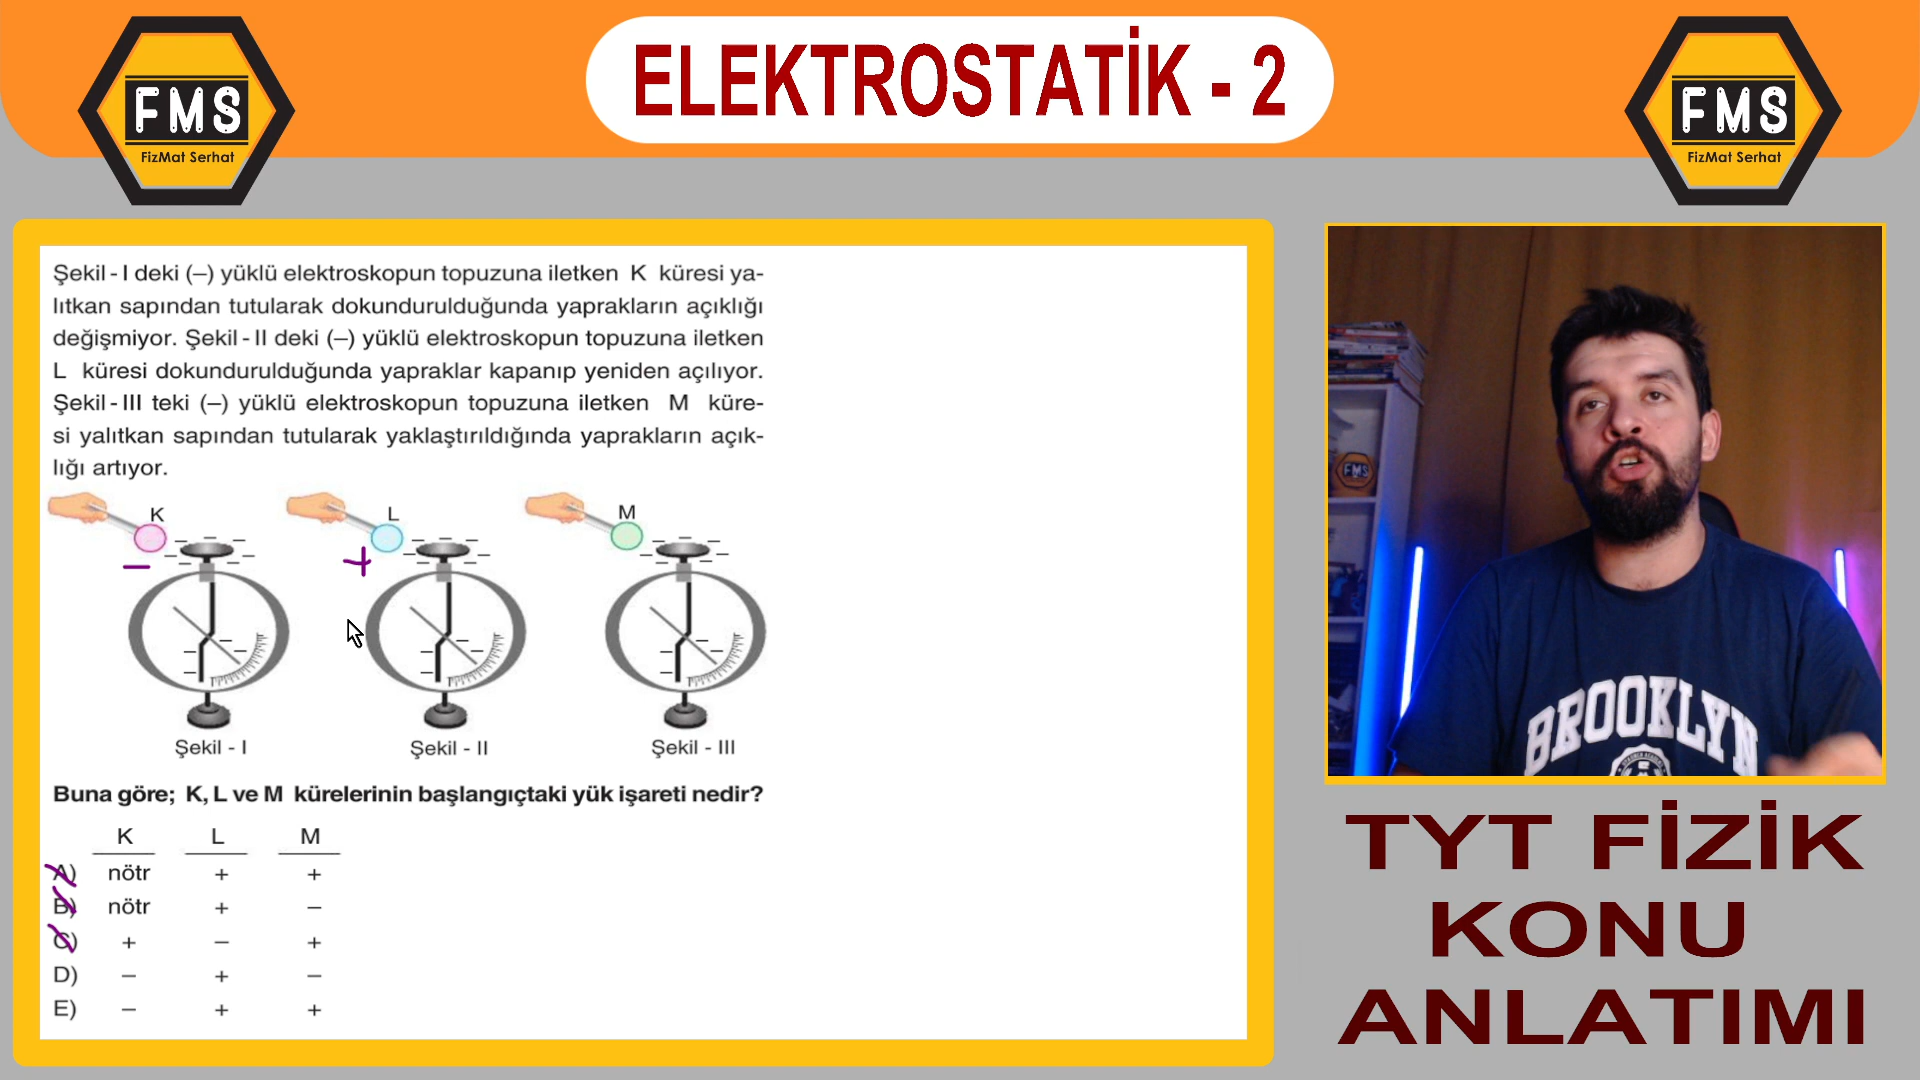 ELEKTROSTATİK - 2
FMS
FizMat Serhat
FMS
FizMat Serhat
Şekil - I deki (–) yüklü elektroskopun topuzuna iletken K küresi ya-
lıtkan sapından tutularak dokundurulduğunda yaprakların açıklığı
değişmiyor. Şekil - II deki (–) yüklü elektroskopun topuzuna iletken
L küresi dokundurulduğunda yapraklar kapanıp yeniden açılıyor.
Şekil - III teki (–) yüklü elektroskopun topuzuna iletken M küre-
si yalıtkan sapından tutularak yaklaştırıldığında yaprakların açık-
lığı artıyor.
K L M
– +
Şekil - I Şekil - II Şekil - III
Buna göre; K, L ve M kürelerinin başlangıçtaki yük işareti nedir?
K L M
A) nötr + +
B) nötr + –
C) + – +
D) – + –
E) – + +
FMS
BROOKLYN
TYT FİZİK
KONU
ANLATIMI